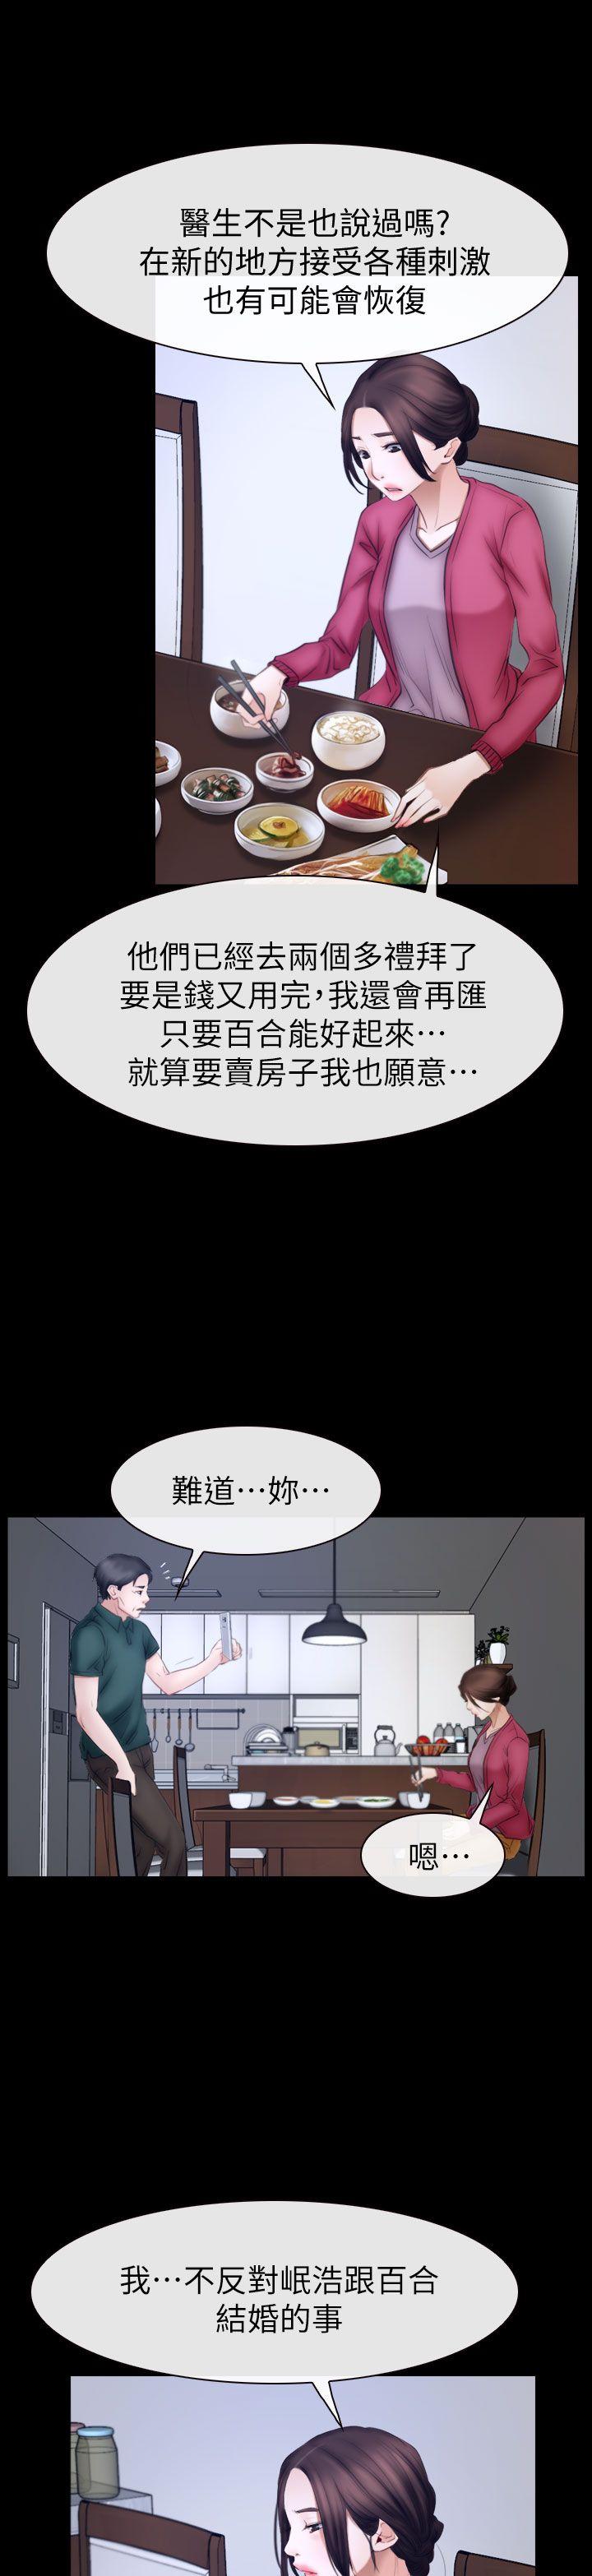 醫生不是也說過嗎?
在新的地方接受各種刺激
也有可能會恢復
他們已經去兩個多禮拜了
要是錢又用完,我還會再匯
只要百合能好起來…
就算要賣房子我也願意…
難道…妳…
嗯…
我…不反對岷浩跟百合
結婚的事